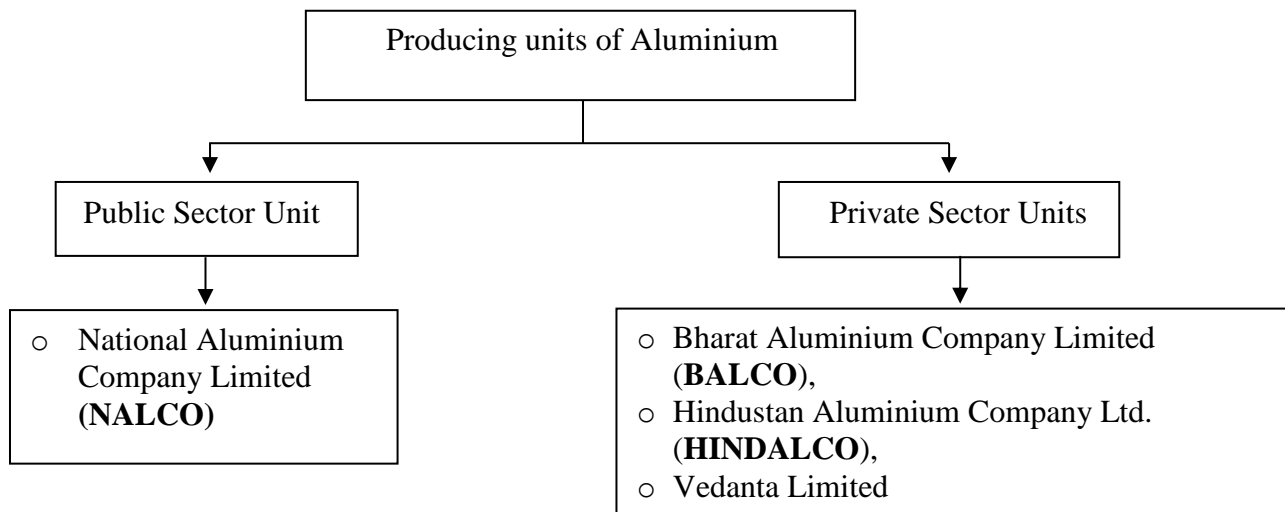 Producing units of Aluminium
Public Sector Unit
Private Sector Units
o National Aluminium
Company Limited
(NALCO)
o Bharat Aluminium Company Limited
(BALCO),
o Hindustan Aluminium Company Ltd.
(HINDALCO),
o Vedanta Limited